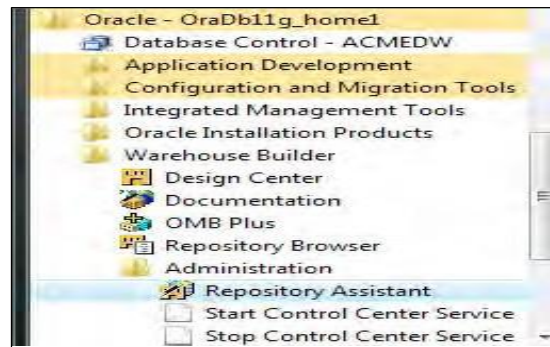 Oracle - OraDb11g_home1
Database Control - ACMEDW
Application Development
Configuration and Migration Tools
Integrated Management Tools
Oracle Installation Products
Warehouse Builder
Design Center
Documentation
OMB Plus
Repository Browser
Administration
Repository Assistant
Start Control Center Service
Stop Control Center Service